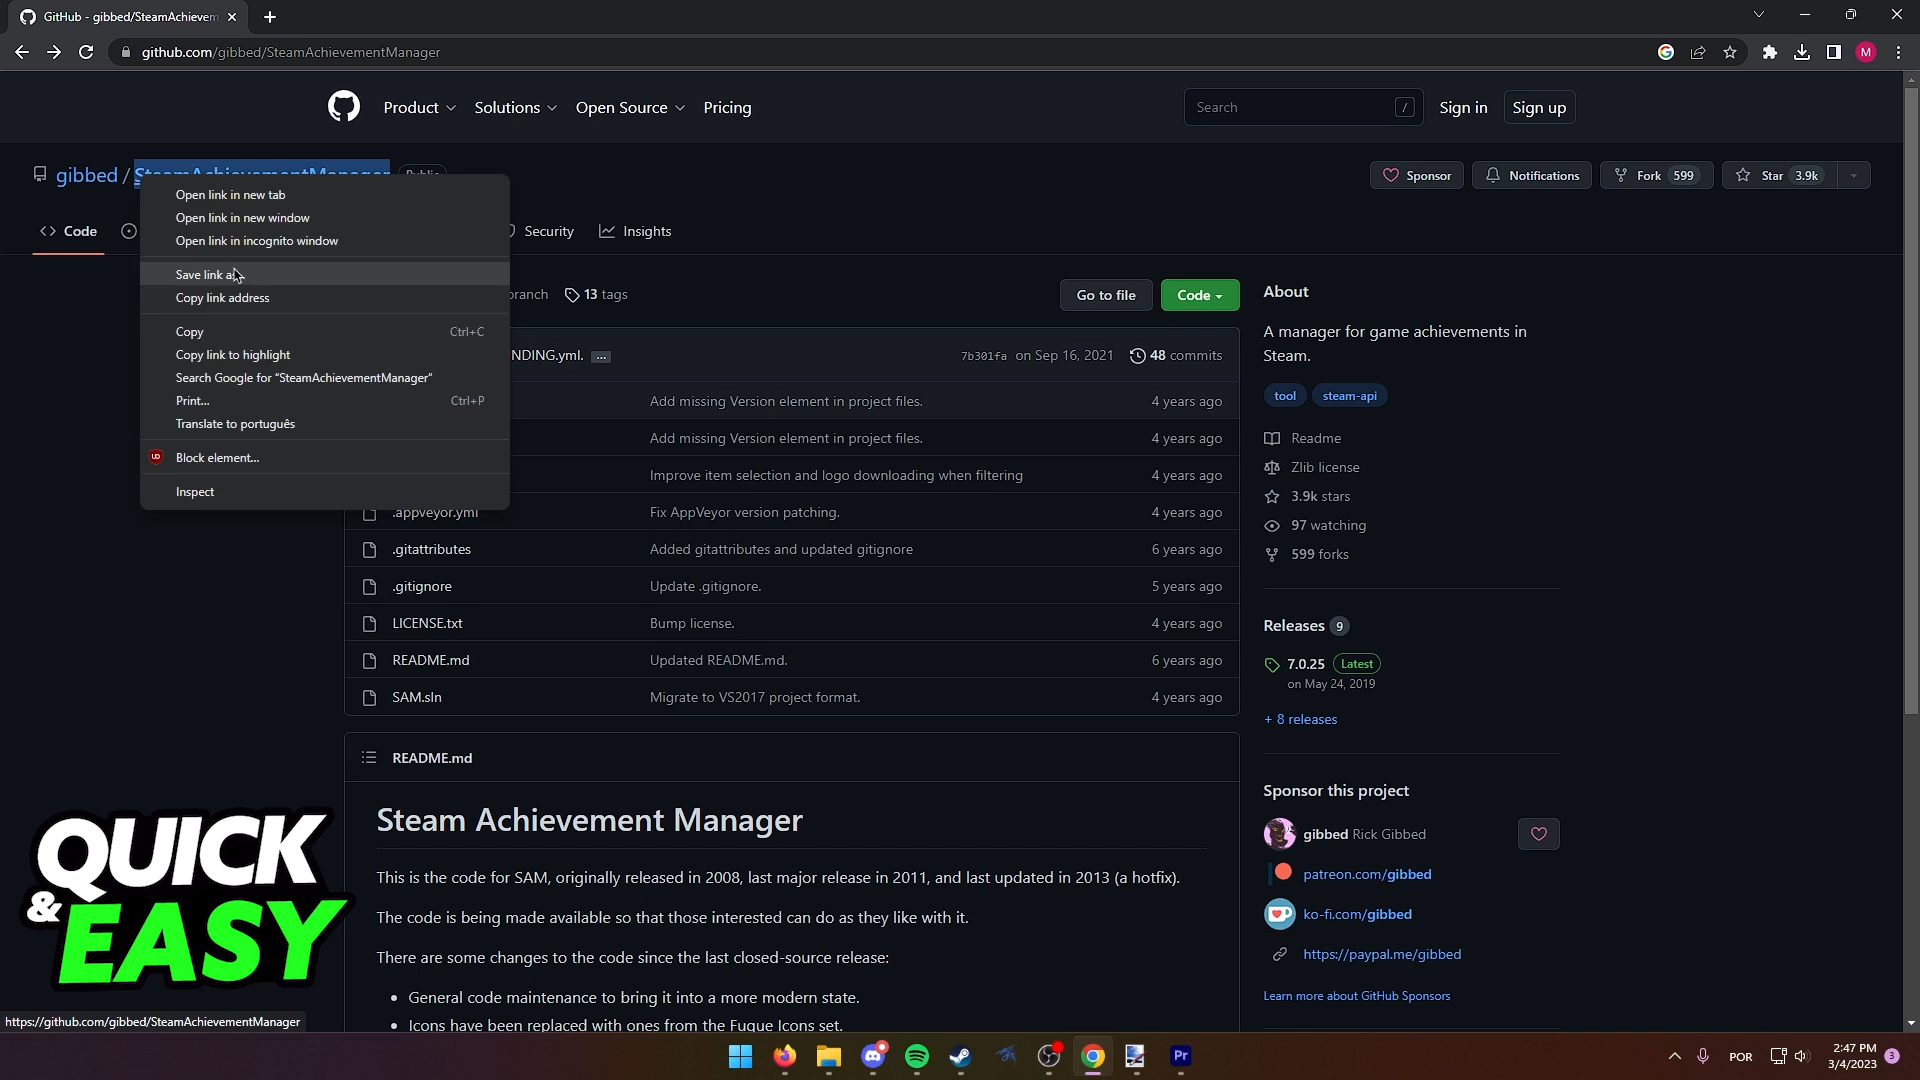 GitHub - gibbed/SteamAchievem
github.com/gibbed/SteamAchievementManager
M
Product Solutions Open Source Pricing
Search /
Sign in Sign up
gibbed / SteamAchievementManager Public
Sponsor Notifications Fork 599 Star 3.9k
Code Security Insights
Open link in new tab
Open link in new window
Open link in incognito window
Save link as
Copy link address
Copy Ctrl+C
Copy link to highlight
Search Google for "SteamAchievementManager"
Print... Ctrl+P
Translate to português
Block element...
Inspect
branch 13 tags
Go to file Code
NDING.yml. ...
7b301fa on Sep 16, 2021 48 commits
Add missing Version element in project files. 4 years ago
Add missing Version element in project files. 4 years ago
Improve item selection and logo downloading when filtering 4 years ago
.appveyor.yml Fix AppVeyor version patching. 4 years ago
.gitattributes Added gitattributes and updated gitignore 6 years ago
.gitignore Update .gitignore. 5 years ago
LICENSE.txt Bump license. 4 years ago
README.md Updated README.md. 6 years ago
SAM.sln Migrate to VS2017 project format. 4 years ago
README.md
Steam Achievement Manager
This is the code for SAM, originally released in 2008, last major release in 2011, and last updated in 2013 (a hotfix).
The code is being made available so that those interested can do as they like with it.
There are some changes to the code since the last closed-source release:
• General code maintenance to bring it into a more modern state.
• Icons have been replaced with ones from the Fugue Icons set.
About
A manager for game achievements in
Steam.
tool steam-api
Readme
Zlib license
3.9k stars
97 watching
599 forks
Releases 9
7.0.25 Latest
on May 24, 2019
+ 8 releases
Sponsor this project
gibbed Rick Gibbed
patreon.com/gibbed
ko-fi.com/gibbed
https://paypal.me/gibbed
Learn more about GitHub Sponsors
QUICK
& EASY
https://github.com/gibbed/SteamAchievementManager
Pr
POR
2:47 PM
3/4/2023
3